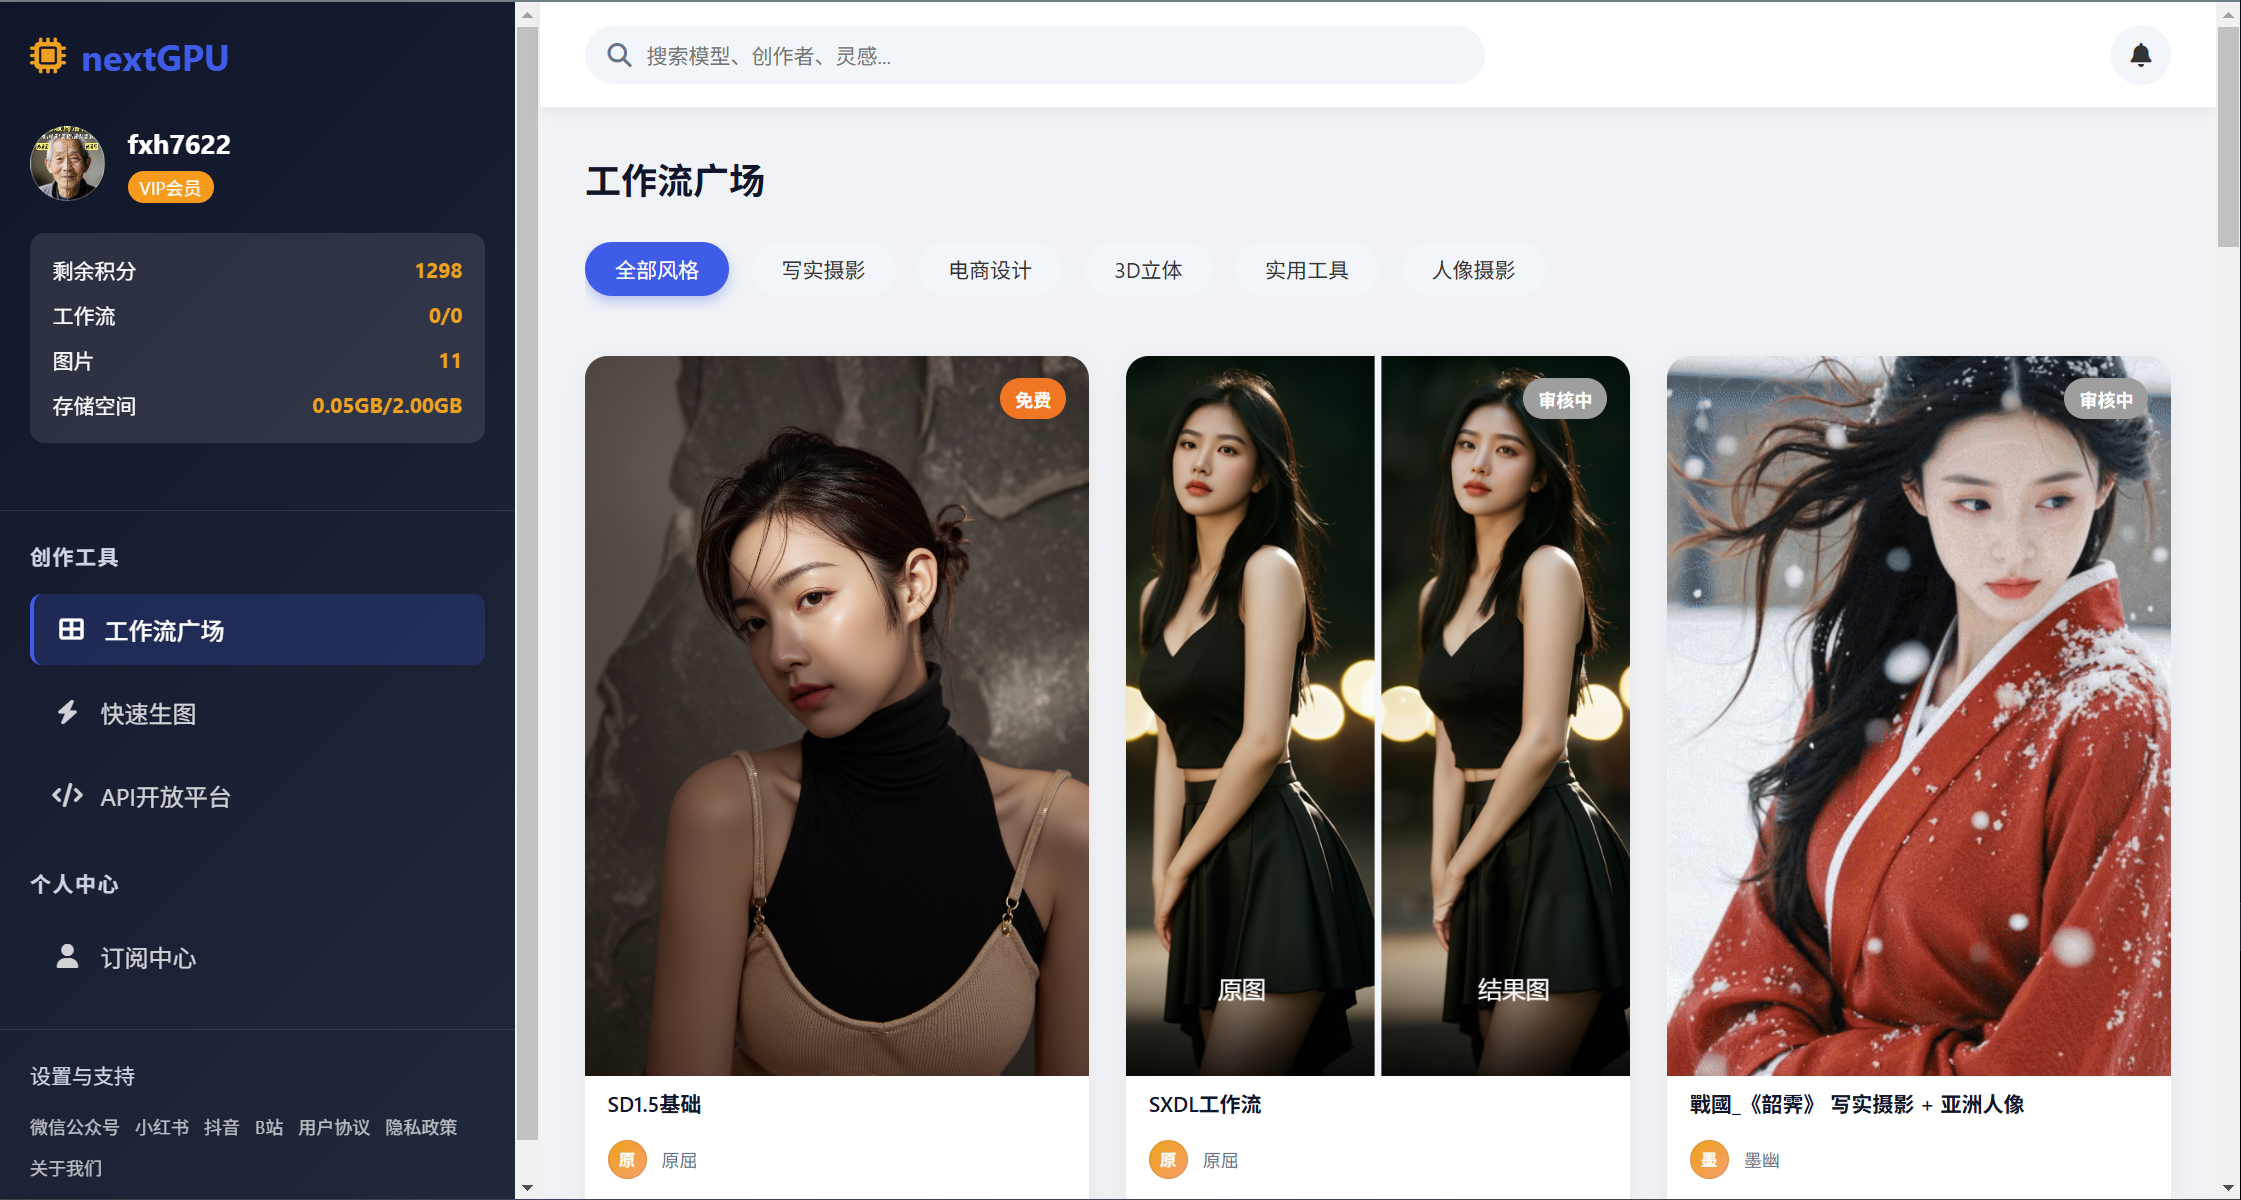 nextGPU
fxh7622
VIP会员
剩余积分 1298
工作流 0/0
图片 11
存储空间 0.05GB/2.00GB
创作工具
工作流广场
快速生图
API开放平台
个人中心
订阅中心
设置与支持
微信公众号 小红书 抖音 B站 用户协议 隐私政策
关于我们
搜索模型、创作者、灵感...
工作流广场
全部风格 写实摄影 电商设计 3D立体 实用工具 人像摄影
免费
审核中
审核中
原图
结果图
SD1.5基础
原 原屈
SXDL工作流
原 原屈
戰國_《韶霁》 写实摄影 + 亚洲人像
墨 墨幽